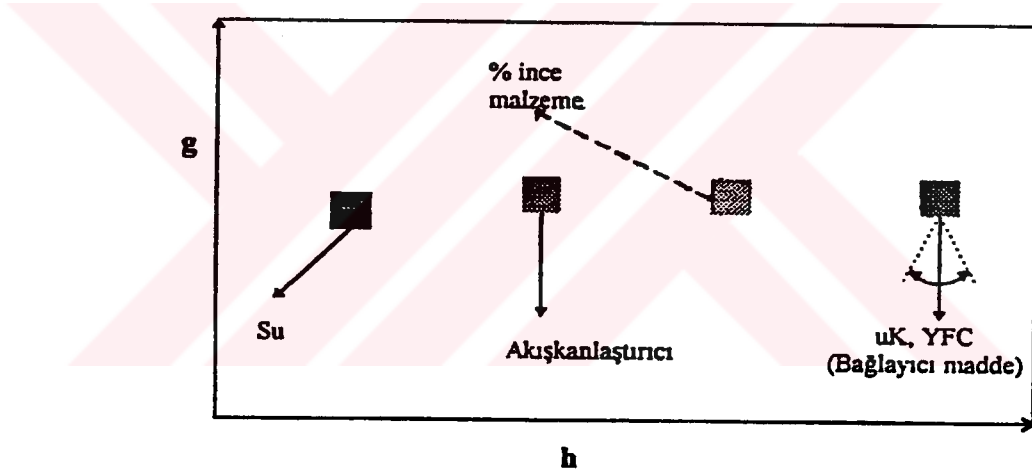 % ince
malzeme
g
Su
Akışkanlaştırıcı
uK, YFC
(Bağlayıcı madde)
h